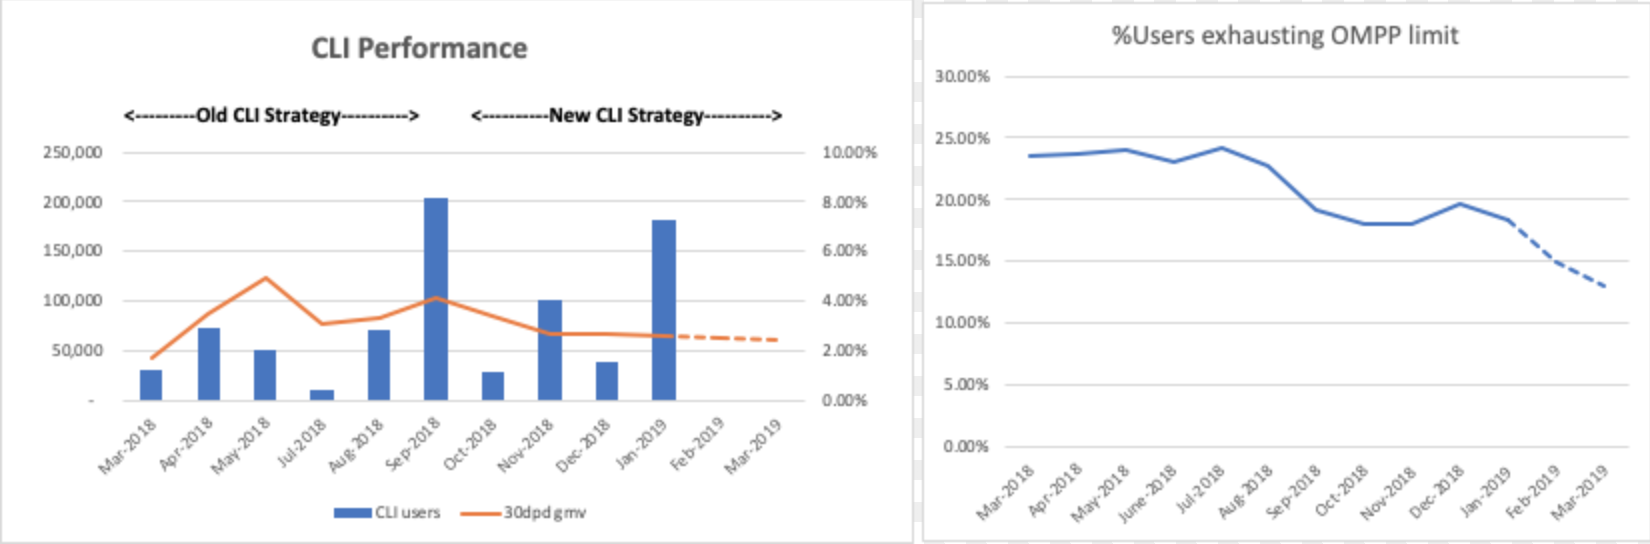 CLI Performance
<----------Old CLI Strategy----------->
<-----------New CLI Strategy----------->
250,000
200,000
150,000
100,000
50,000
-
10.00%
8.00%
6.00%
4.00%
2.00%
0.00%
Mar-2018
Apr-2018
May-2018
Jul-2018
Aug-2018
Sep-2018
Oct-2018
Nov-2018
Dec-2018
Jan-2019
Feb-2019
Mar-2019
CLI users
30dpd gmv
%Users exhausting OMPP limit
30.00%
25.00%
20.00%
15.00%
10.00%
5.00%
0.00%
Mar-2018
Apr-2018
May-2018
June-2018
Jul-2018
Aug-2018
Sep-2018
Oct-2018
Nov-2018
Dec-2018
Jan-2019
Feb-2019
Mar-2019